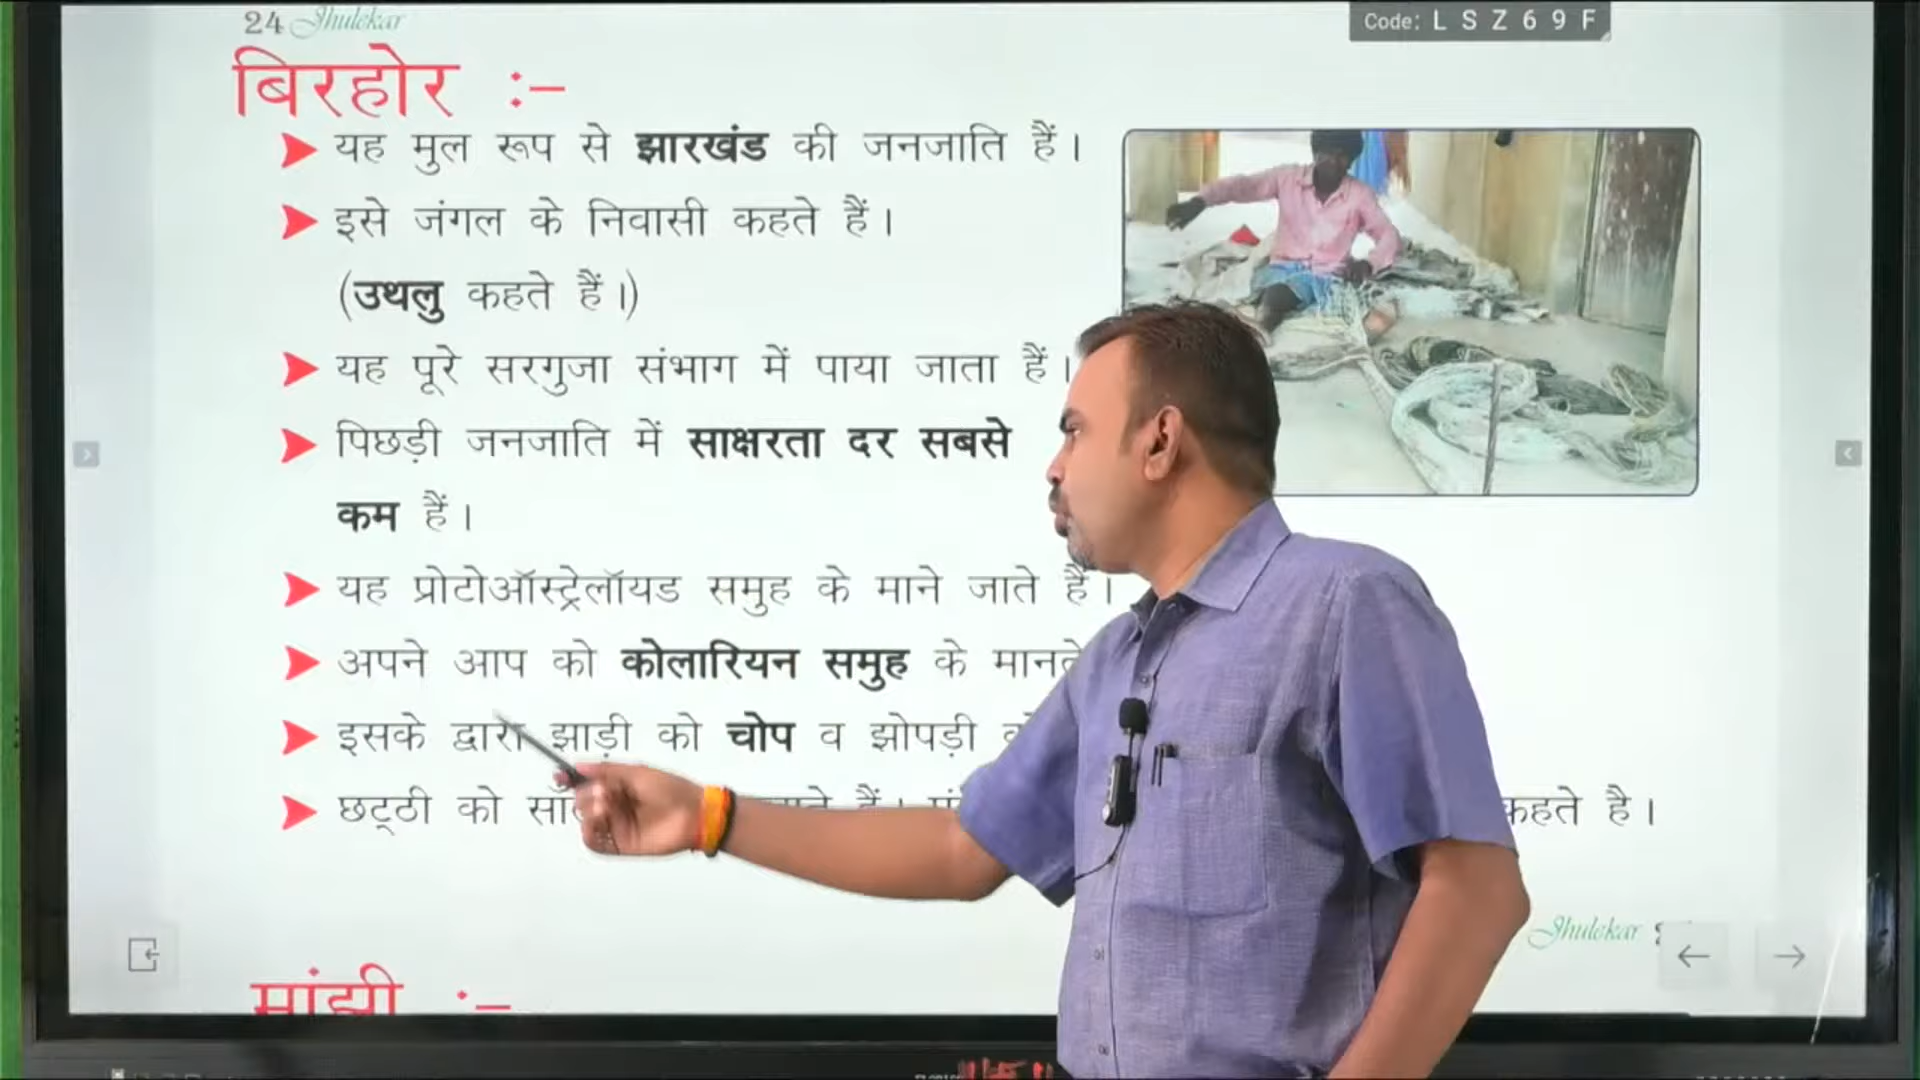 24 Jhulekar
Code: L S Z 6 9 F
बिरहोर :–
यह मुल रूप से झारखंड की जनजाति हैं।
इसे जंगल के निवासी कहते हैं।
(उथलु कहते हैं।)
यह पूरे सरगुजा संभाग में पाया जाता हैं।
पिछड़ी जनजाति में साक्षरता दर सबसे
कम हैं।
यह प्रोटोऑस्ट्रेलॉयड समुह के माने जाते हैं।
अपने आप को कोलारियन समुह के मानते
इसके द्वारा झाड़ी को चोप व झोपड़ी
छट्ठी को कहते है।
Jhulekar
मांझी :–